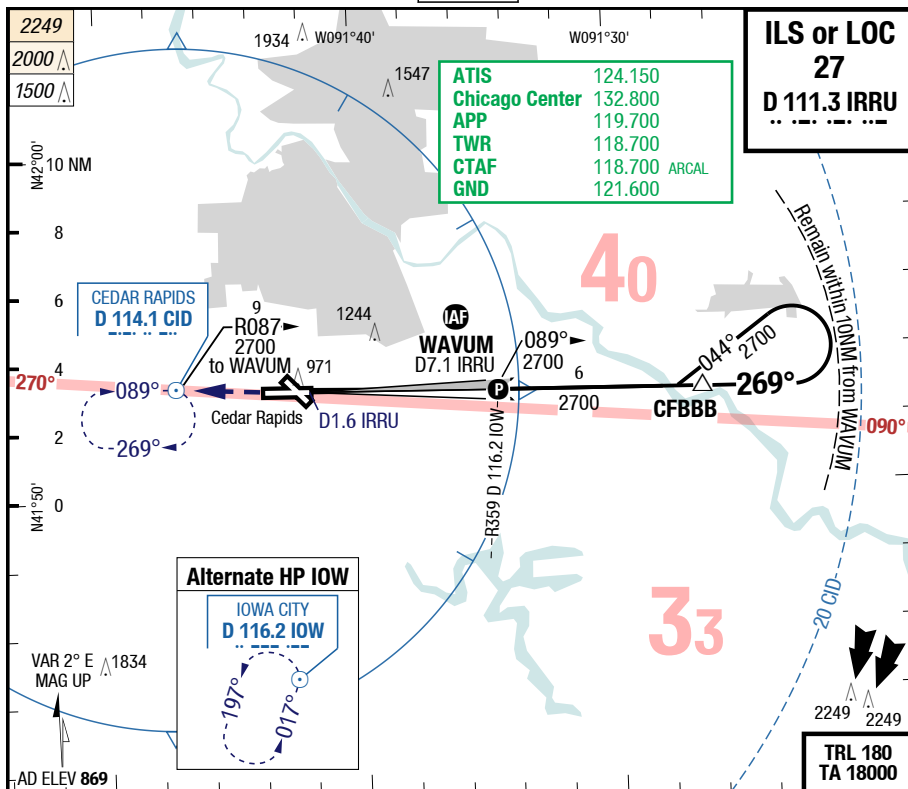 2249
2000
1500
1934
W091°40'
W091°30'
1547
ILS or LOC
27
D 111.3 IRRU
ATIS 124.150
Chicago Center 132.800
APP 119.700
TWR 118.700
CTAF 118.700 ARCAL
GND 121.600
N42°00'
10 NM
8
6
4
2
0
N41°50'
40
Remain within 10NM from WAVUM
CEDAR RAPIDS
D 114.1 CID
9
R087
2700
to WAVUM
1244
971
IAF
WAVUM
D7.1 IRRU
089°
2700
6
2700
044°
2700
269°
CFBBB
270°
089°
269°
Cedar Rapids
D1.6 IRRU
P
090°
R359 D 116.2 IOW
33
20 CID
Alternate HP IOW
IOWA CITY
D 116.2 IOW
197°
017°
VAR 2° E
MAG UP
1834
2249
2249
AD ELEV 869
TRL 180
TA 18000